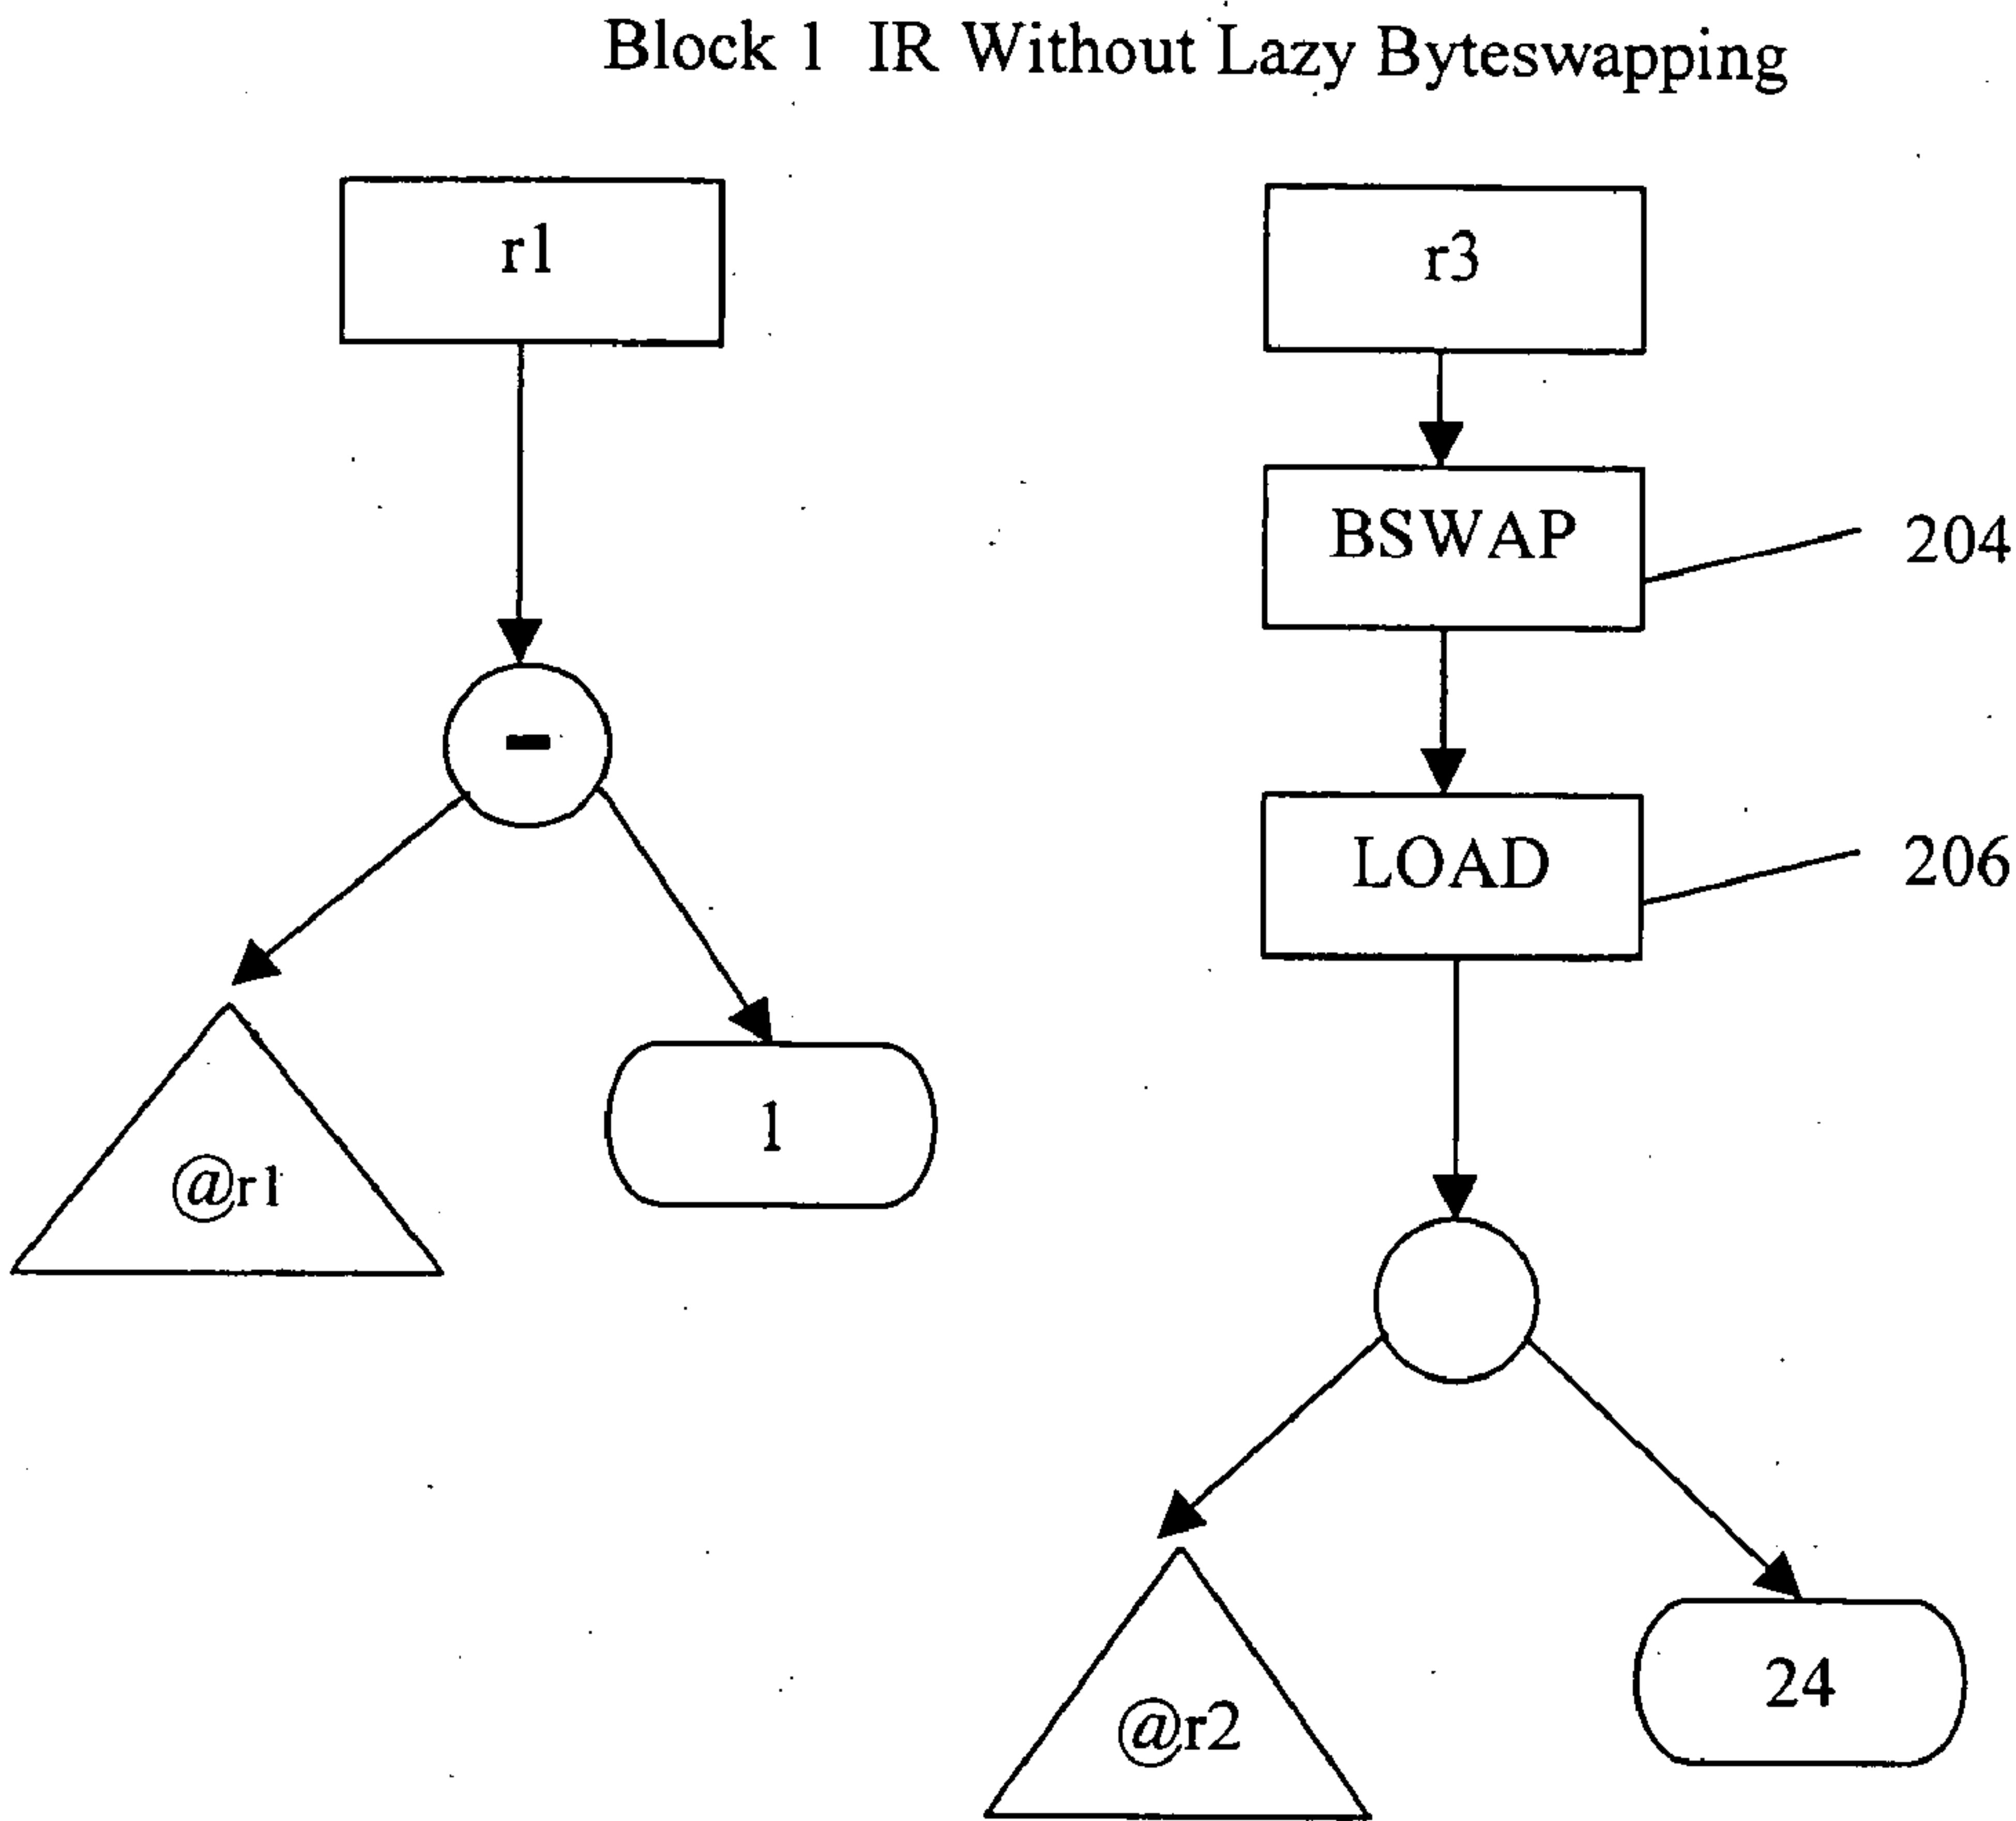 Block 1 IR Without Lazy Byteswapping
r1
r3
BSWAP
204
-
LOAD
206
@r1
1
@r2
24